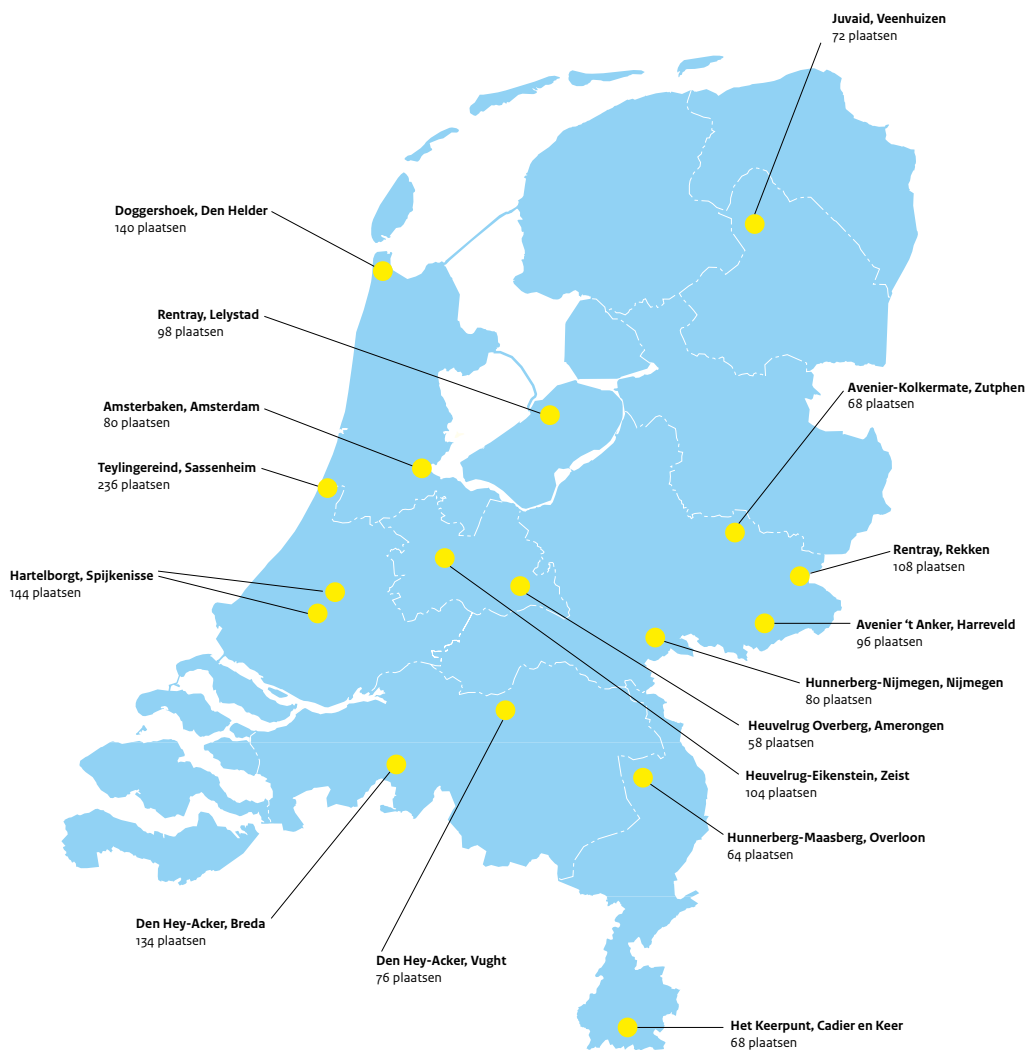 Juvaid, Veenhuizen
72 plaatsen
Doggershoek, Den Helder
140 plaatsen
Rentray, Lelystad
98 plaatsen
Avenier-Kolkermate, Zutphen
68 plaatsen
Amsterbaken, Amsterdam
80 plaatsen
Teylingereind, Sassenheim
236 plaatsen
Rentray, Rekken
108 plaatsen
Hartelborgt, Spijkenisse
144 plaatsen
Avenier ‘t Anker, Harreveld
96 plaatsen
Hunnerberg-Nijmegen, Nijmegen
80 plaatsen
Heuvelrug Overberg, Amerongen
58 plaatsen
Heuvelrug-Eikenstein, Zeist
104 plaatsen
Hunnerberg-Maasberg, Overloon
64 plaatsen
Den Hey-Acker, Breda
134 plaatsen
Den Hey-Acker, Vught
76 plaatsen
Het Keerpunt, Cadier en Keer
68 plaatsen